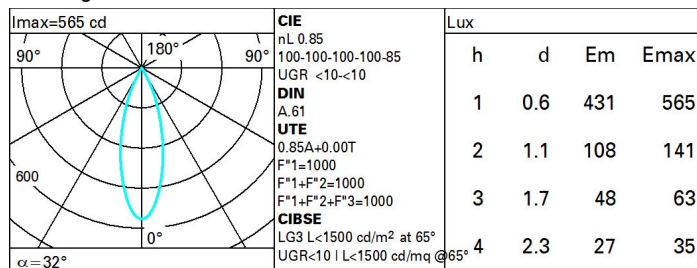 Imax=565 cd
90°
180°
90°
600
0°
α=32°
CIE
nL 0.85
100-100-100-100-85
UGR <10-<10
DIN
A.61
UTE
0.85A+0.00T
F"1=1000
F"1+F"2=1000
F"1+F"2+F"3=1000
CIBSE
LG3 L<1500 cd/m² at 65°
UGR<10 | L<1500 cd/mq @65°
Lux
h d Em Emax
1 0.6 431 565
2 1.1 108 141
3 1.7 48 63
4 2.3 27 35